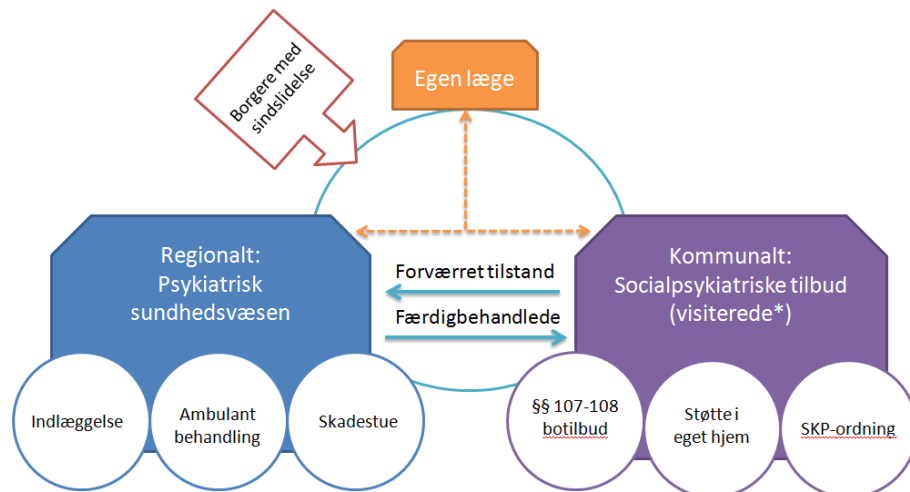 Borgere med
sindslidelse
Egen læge
Regionalt:
Psykiatrisk
sundhedsvæsen
Forværret tilstand
Færdigbehandlede
Kommunalt:
Socialpsykiatriske tilbud
(visiterede*)
Indlæggelse
Ambulant
behandling
Skadestue
§§ 107-108
botilbud
Støtte i
eget hjem
SKP-ordning